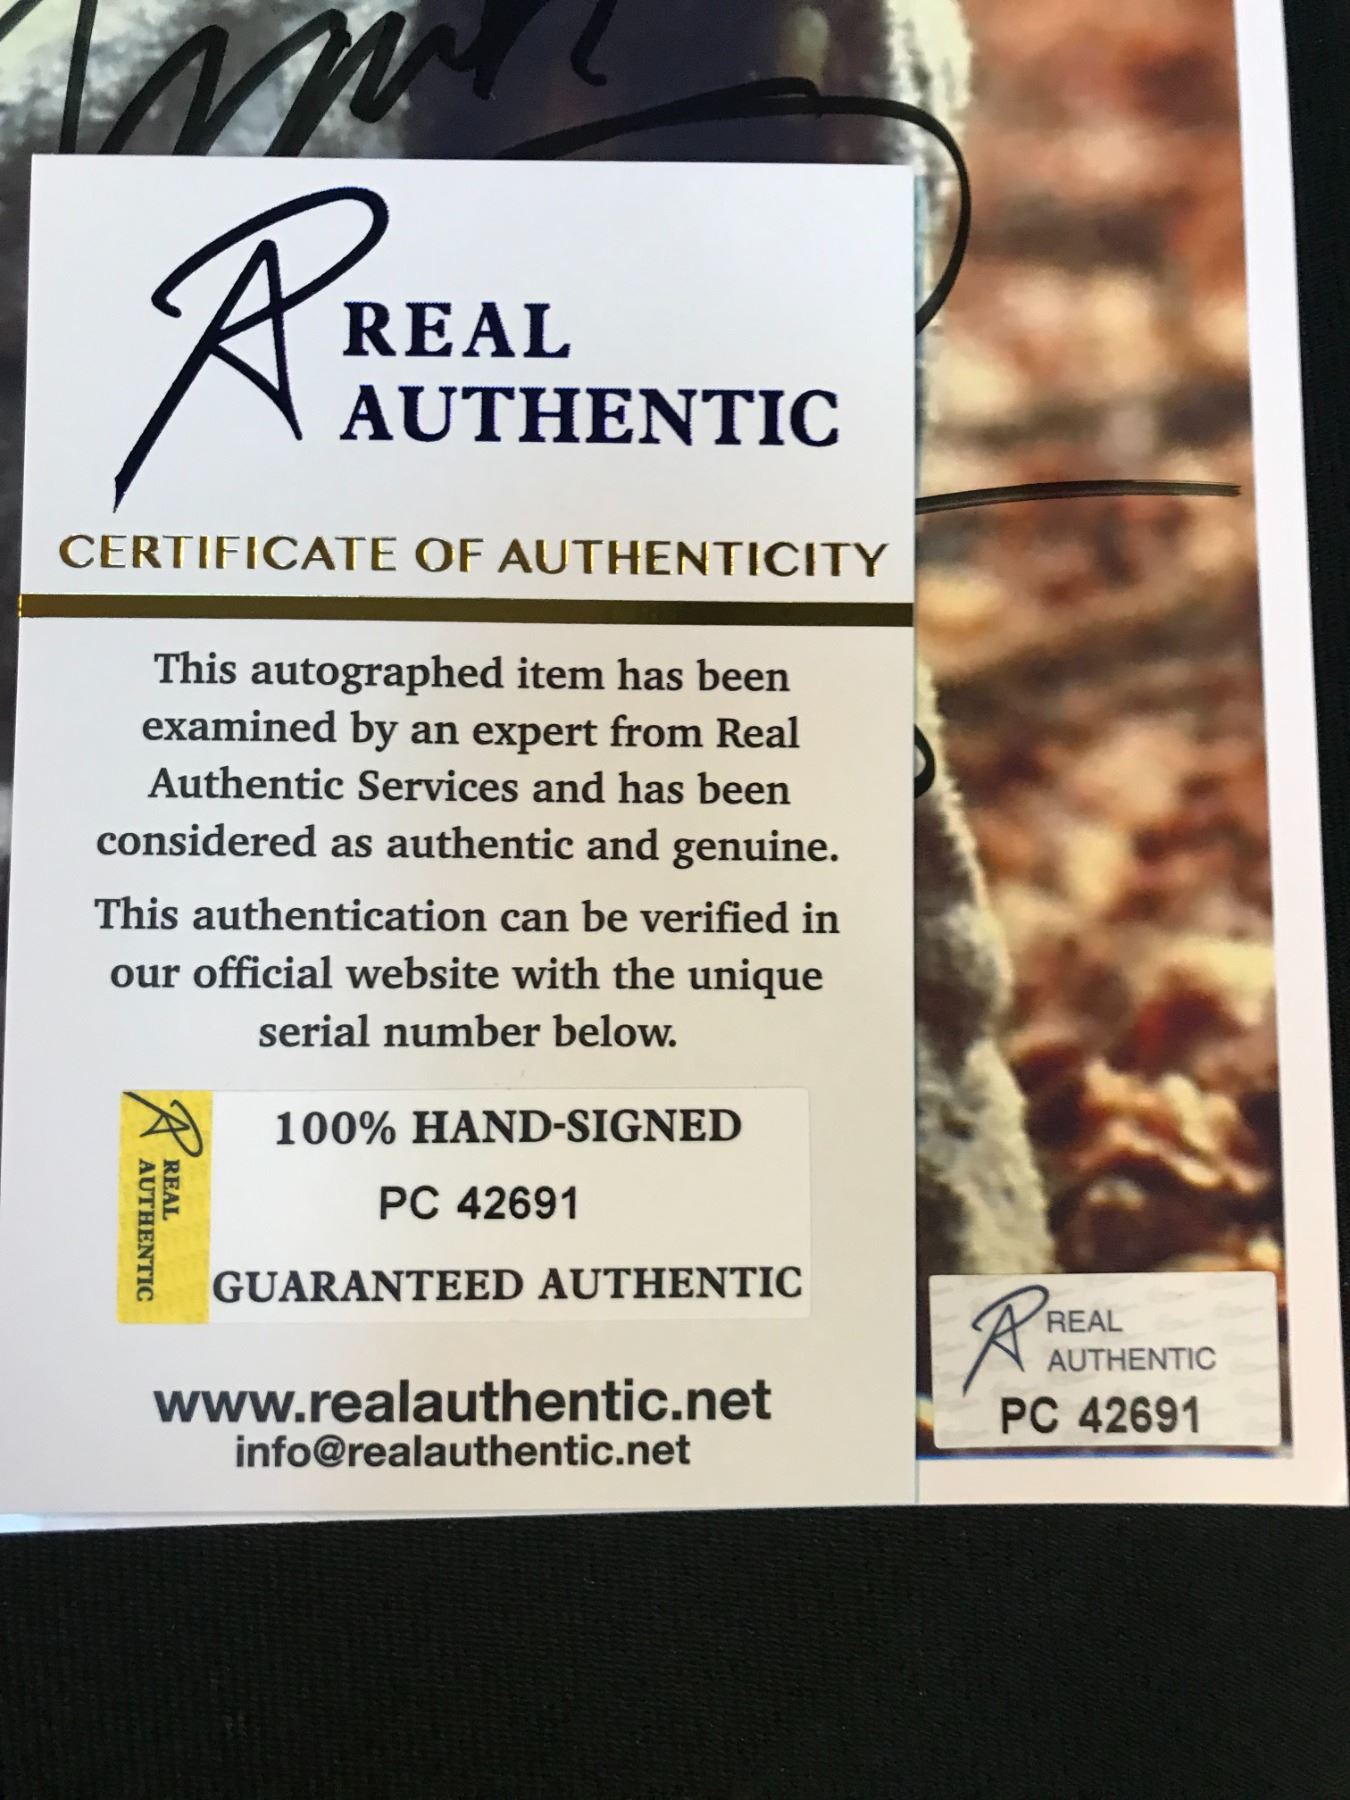 REAL
AUTHENTIC
CERTIFICATE OF AUTHENTICITY
This autographed item has been
examined by an expert from Real
Authentic Services and has been
considered as authentic and genuine.
This authentication can be verified in
our official website with the unique
serial number below.
REAL
AUTHENTIC
100% HAND-SIGNED
PC 42691
GUARANTEED AUTHENTIC
www.realauthentic.net
info@realauthentic.net
REAL
AUTHENTIC
PC 42691